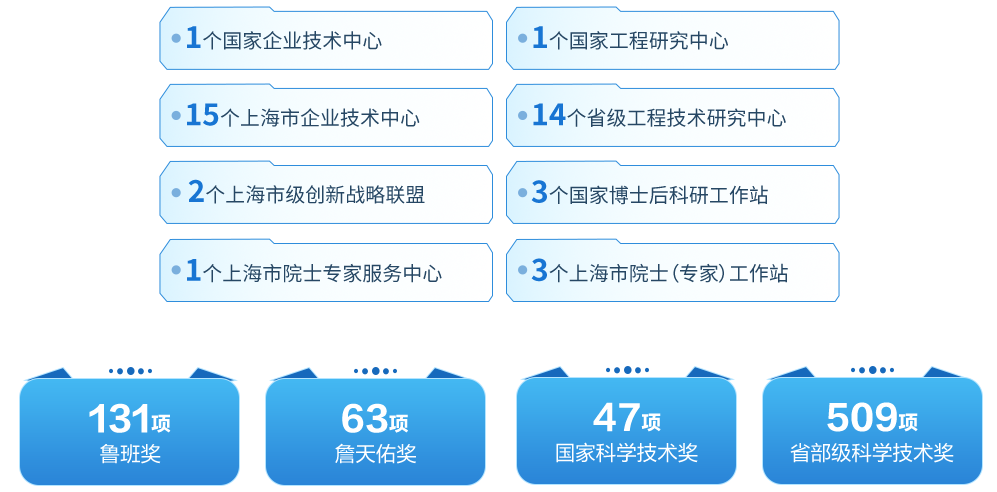 1个国家企业技术中心
1个国家工程研究中心
15个上海市企业技术中心
14个省级工程技术研究中心
2个上海市级创新战略联盟
3个国家博士后科研工作站
1个上海市院士专家服务中心
3个上海市院士(专家)工作站
131项
鲁班奖
63项
詹天佑奖
47项
国家科学技术奖
509项
省部级科学技术奖